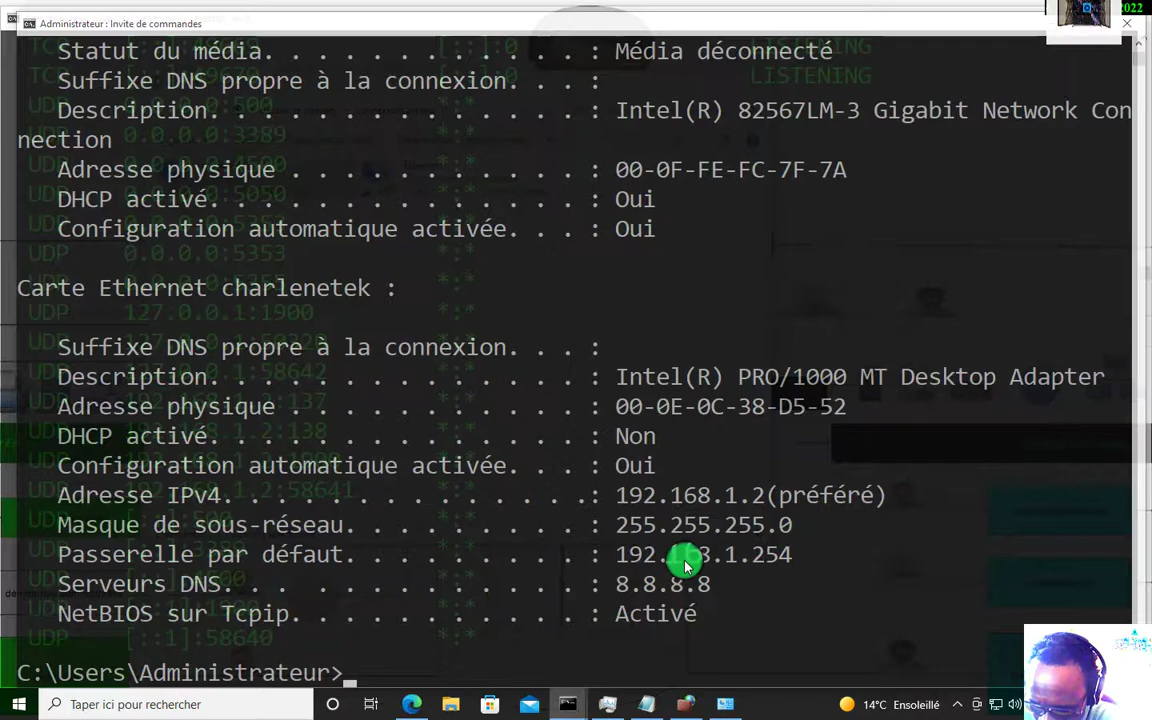 2022
Administrateur : Invite de commandes
Statut du média. . . . . . . . . . . . : Média déconnecté
Suffixe DNS propre à la connexion. . . :
Description. . . . . . . . . . . . . . : Intel(R) 82567LM-3 Gigabit Network Con
nection
Adresse physique . . . . . . . . . . . : 00-0F-FE-FC-7F-7A
DHCP activé. . . . . . . . . . . . . . : Oui
Configuration automatique activée. . . : Oui
Carte Ethernet charlenetek :
Suffixe DNS propre à la connexion. . . :
Description. . . . . . . . . . . . . . : Intel(R) PRO/1000 MT Desktop Adapter
Adresse physique . . . . . . . . . . . : 00-0E-0C-38-D5-52
DHCP activé. . . . . . . . . . . . . . : Non
Configuration automatique activée. . . : Oui
Adresse IPv4. . . . . . . . . . . . . .: 192.168.1.2(préféré)
Masque de sous-réseau. . . . . . . . . : 255.255.255.0
Passerelle par défaut. . . . . . . . . : 192.168.1.254
Serveurs DNS. . . . . . . . . . . . . : 8.8.8.8
NetBIOS sur Tcpip. . . . . . . . . . . : Activé
C:\Users\Administrateur>
Taper ici pour rechercher
14°C Ensoleillé